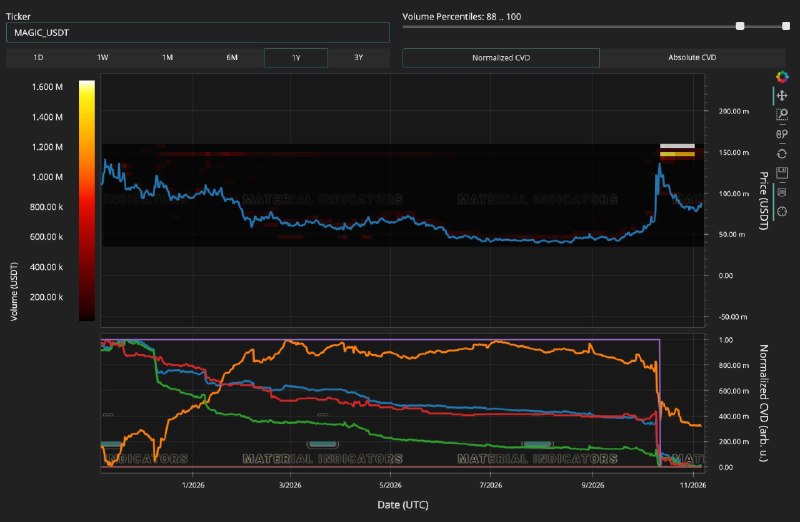 Ticker
Volume Percentiles: 88 .. 100
MAGIC_USDT
1D 1W 1M 6M 1Y 3Y Normalized CVD Absolute CVD
1.600 M
1.400 M
1.200 M
1.000 M
800.00 k
600.00 k
400.00 k
200.00 k
Volume (USDT)
200.00 m
150.00 m
100.00 m
50.00 m
0.00
-50.00 m
Price (USDT)
INDICATORS MATERIAL INDICATORS MATERIAL INDICATORS
1.00
800.00 m
600.00 m
400.00 m
200.00 m
0.00
Normalized CVD (arb. u.)
INDICATORS MATERIAL INDICATORS MATERIAL INDICATORS MAT
1/2026 3/2026 5/2026 7/2026 9/2026 11/2026
Date (UTC)